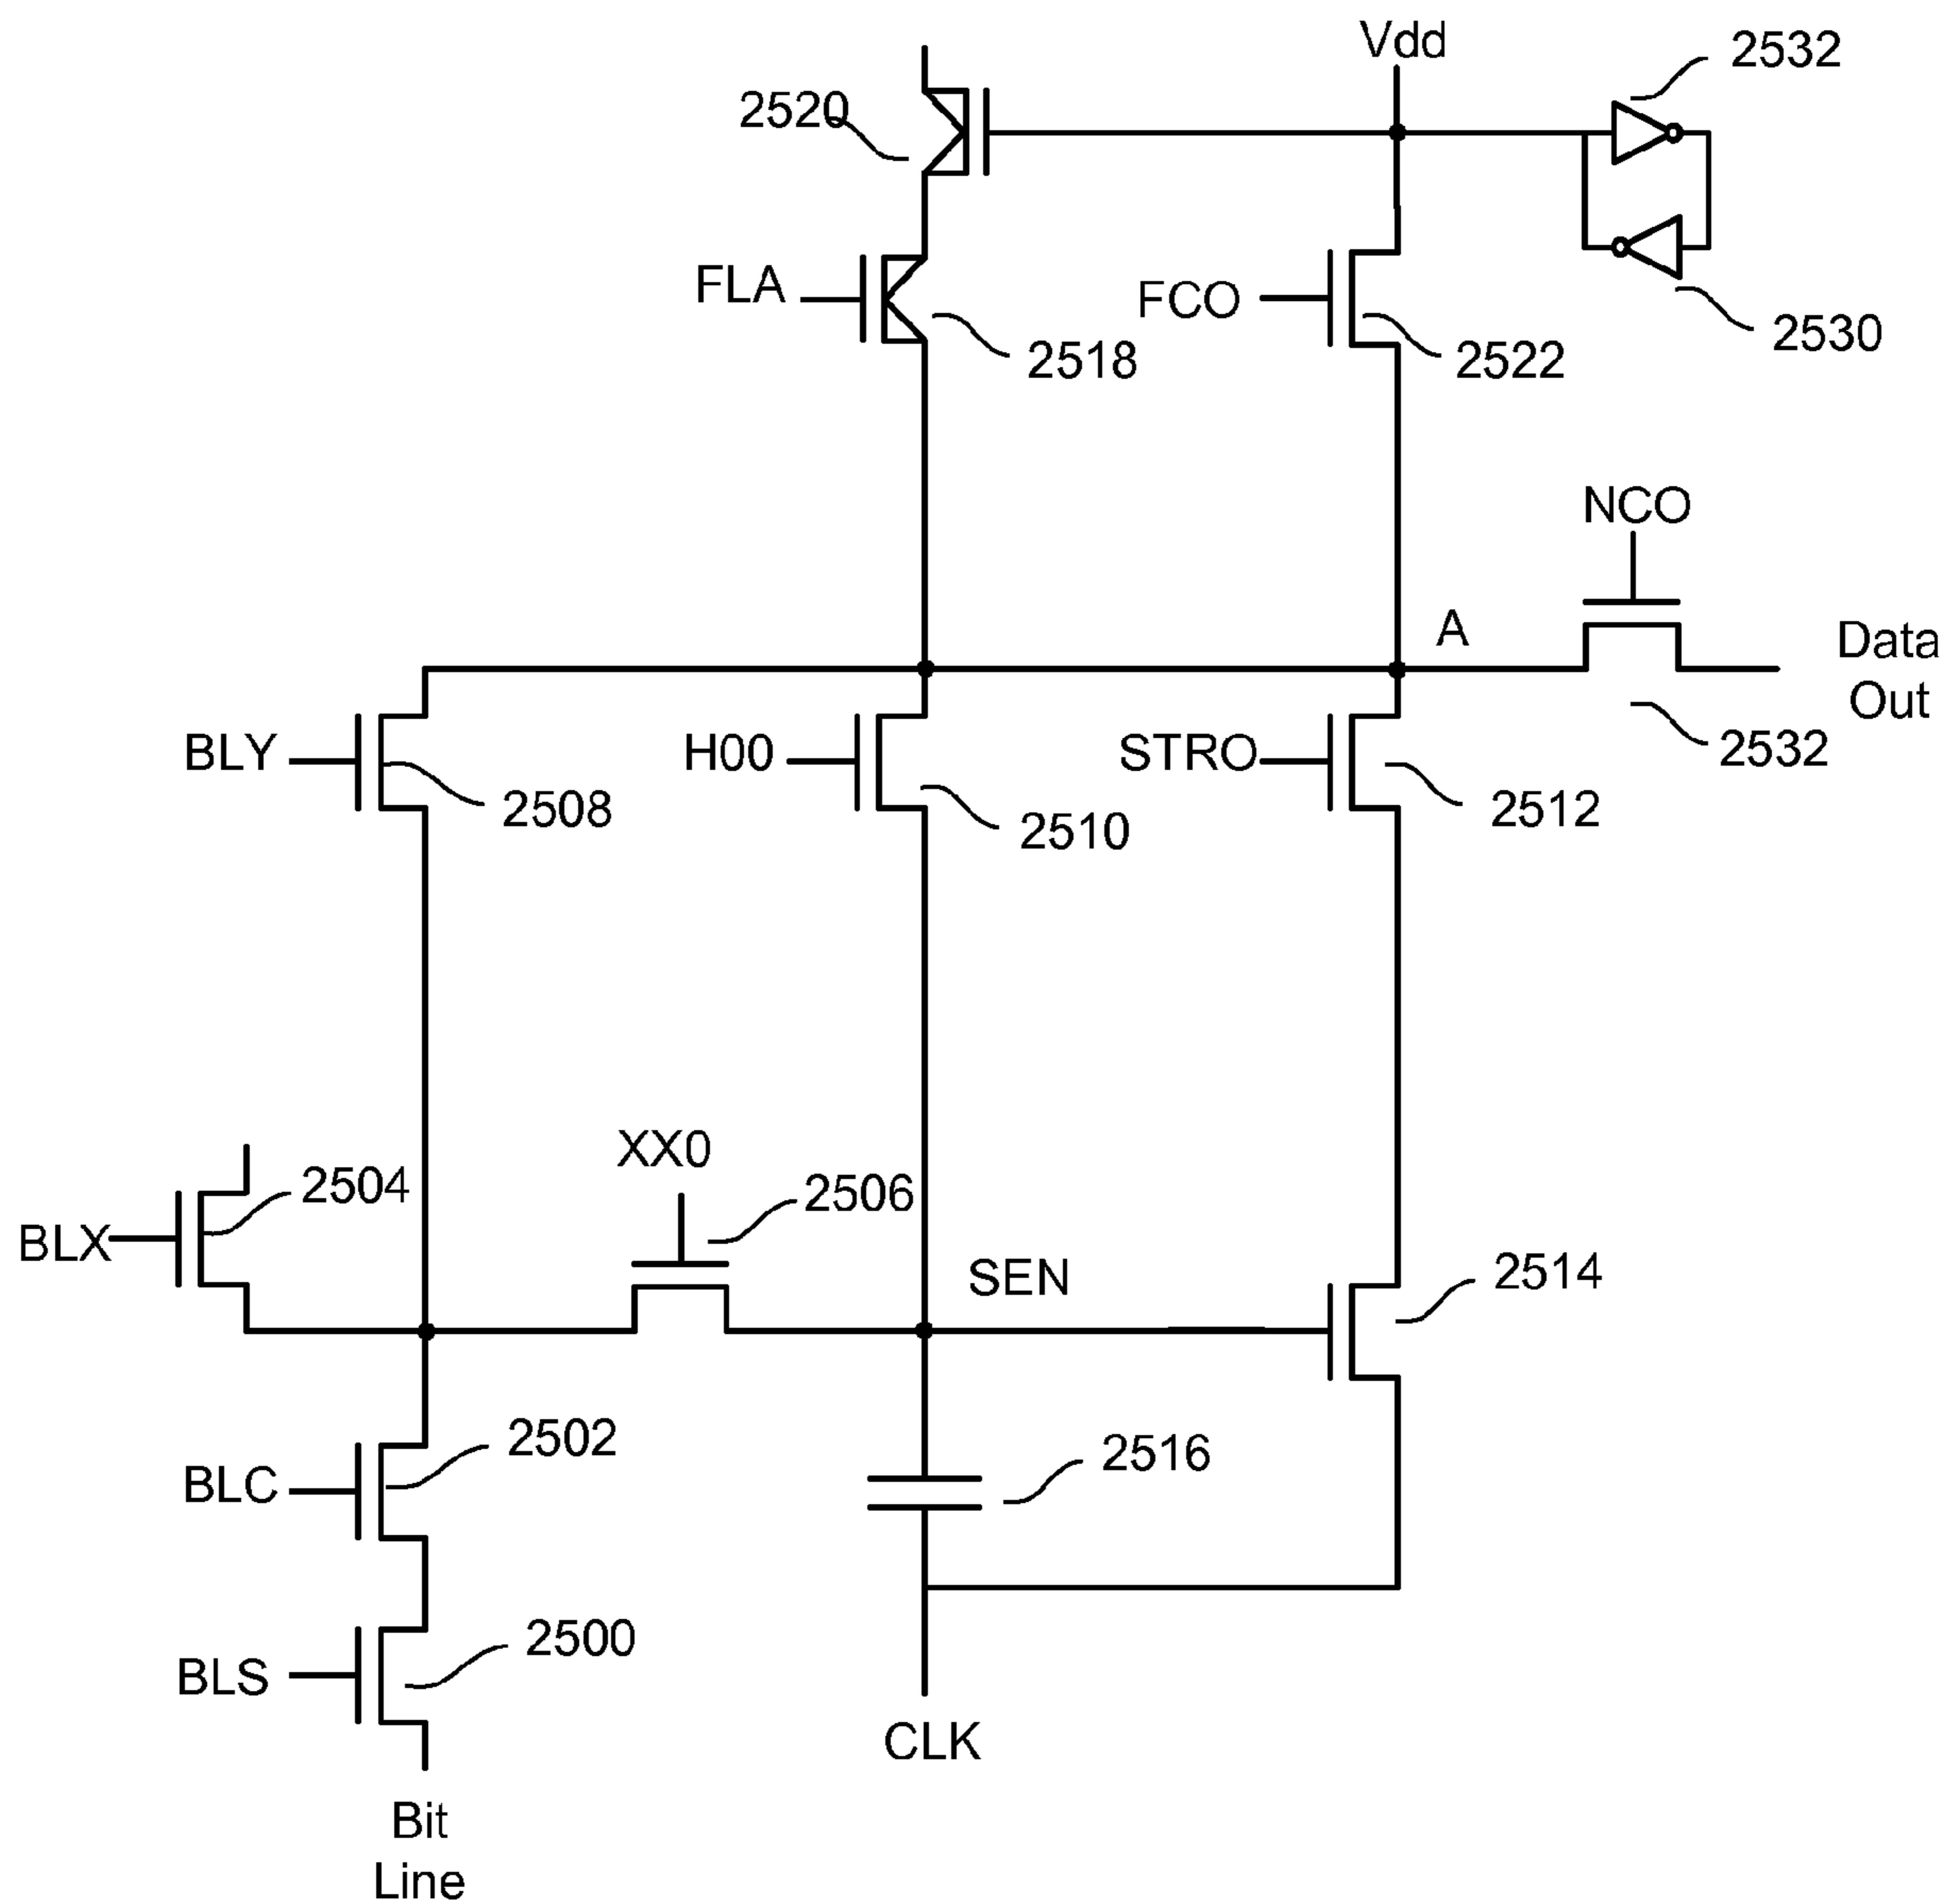 Vdd
2532
2520
FLA
FCO
2518
2522
2530
NCO
A
Data
Out
BLY
H00
STRO
2532
2508
2510
2512
XX0
2504
2506
BLX
SEN
2514
2502
BLC
2516
2500
BLS
CLK
Bit
Line